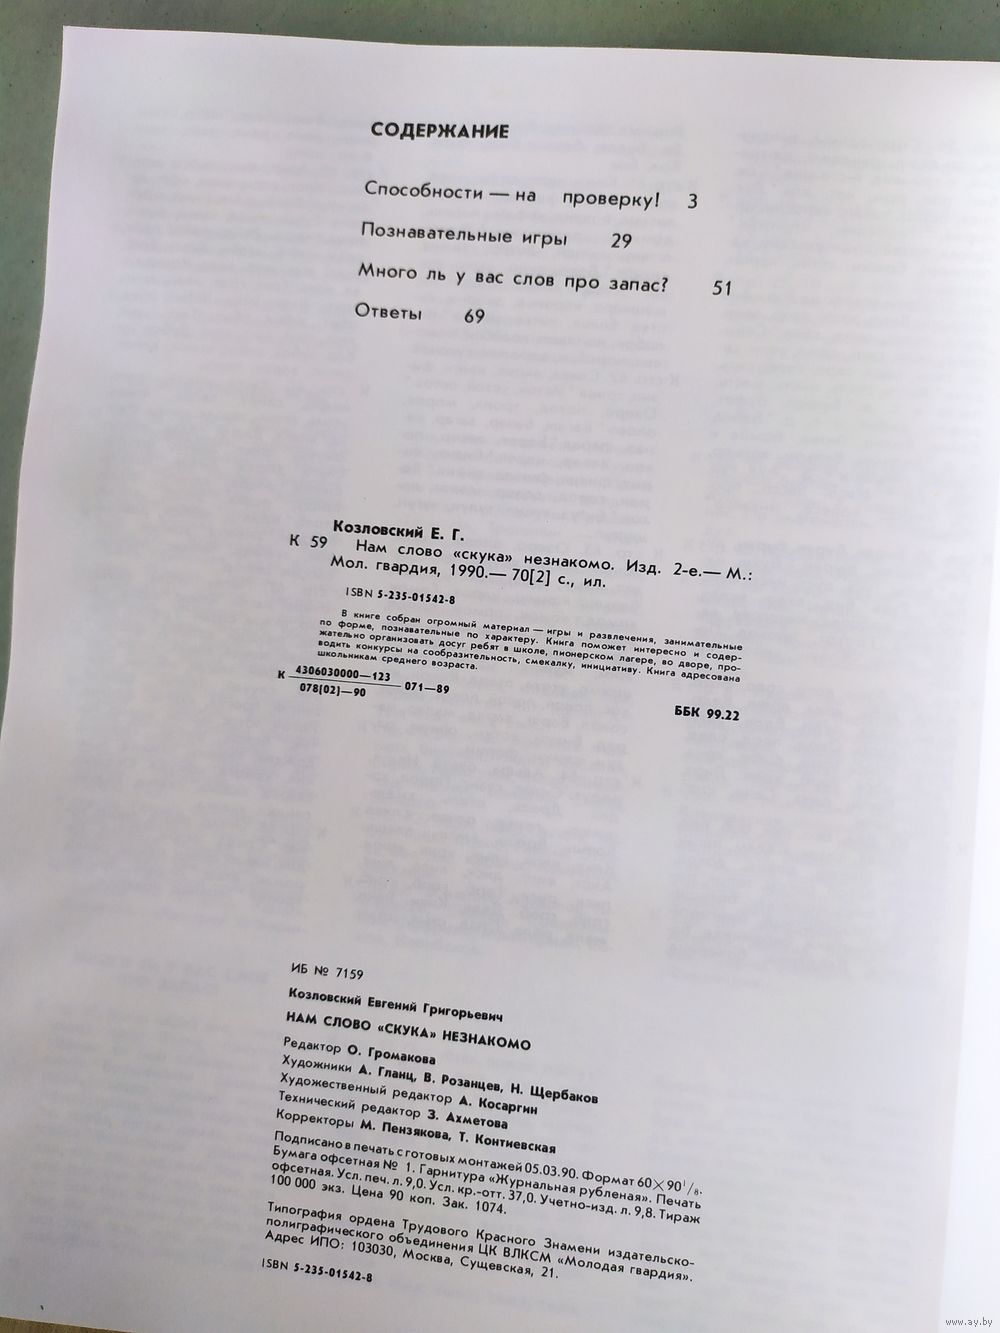 СОДЕРЖАНИЕ
Способности — на проверку! 3
Познавательные игры 29
Много ль у вас слов про запас? 51
Ответы 69
Козловский Е. Г.
К 59 Нам слово «скука» незнакомо. Изд. 2-е.— М.:
Мол. гвардия, 1990.— 70[2] с., ил.
ISBN 5-235-01542-8
В книге собран огромный материал — игры и развлечения, занимательные
по форме, познавательные по характеру. Книга поможет интересно и содер-
жательно организовать досуг ребят в школе, пионерском лагере, во дворе, про-
водить конкурсы на сообразительность, смекалку, инициативу. Книга адресована
школьникам среднего возраста.
К 4306030000—123
078[02]—90 071—89
ББК 99.22
ИБ № 7159
Козловский Евгений Григорьевич
НАМ СЛОВО «СКУКА» НЕЗНАКОМО
Редактор О. Громакова
Художники А. Гланц, В. Розанцев, Н. Щербаков
Художественный редактор А. Косаргин
Технический редактор З. Ахметова
Корректоры М. Пензякова, Т. Контиевская
Подписано в печать с готовых монтажей 05.03.90. Формат 60×90¹/₈.
Бумага офсетная № 1. Гарнитура «Журнальная рубленая». Печать
офсетная. Усл. печ. л. 9,0. Усл. кр.-отт. 37,0. Учетно-изд. л. 9,8. Тираж
100 000 экз. Цена 90 коп. Зак. 1074.
Типография ордена Трудового Красного Знамени издательско-
полиграфического объединения ЦК ВЛКСМ «Молодая гвардия».
Адрес ИПО: 103030, Москва, Сущевская, 21.
ISBN 5-235-01542-8
www.ay.by